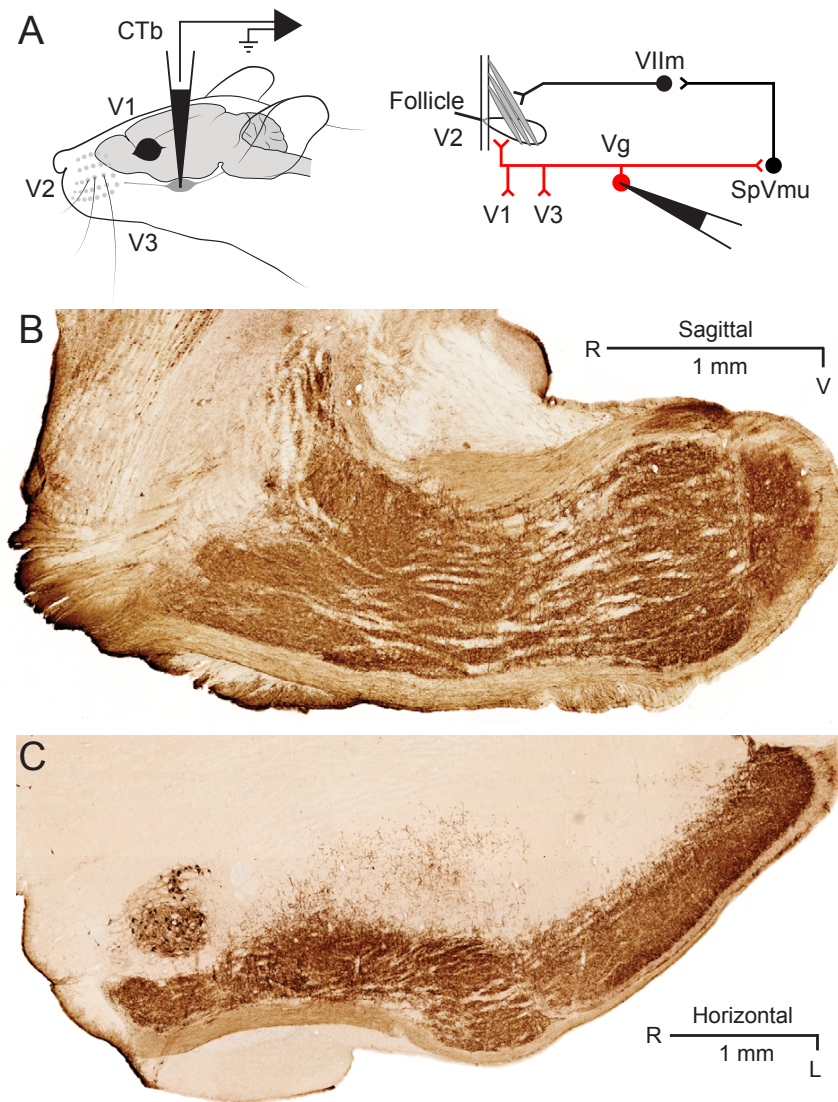 A
CTb
V1
V2
V3
VIIm
Follicle
V2
Vg
V1
V3
SpVmu
B
Sagittal
R
1 mm
V
C
Horizontal
R
1 mm
L